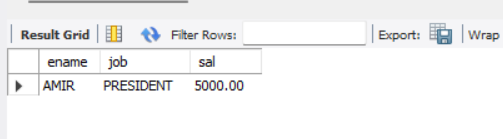 Result Grid Filter Rows: Export: Wrap
ename job sal
AMIR PRESIDENT 5000.00